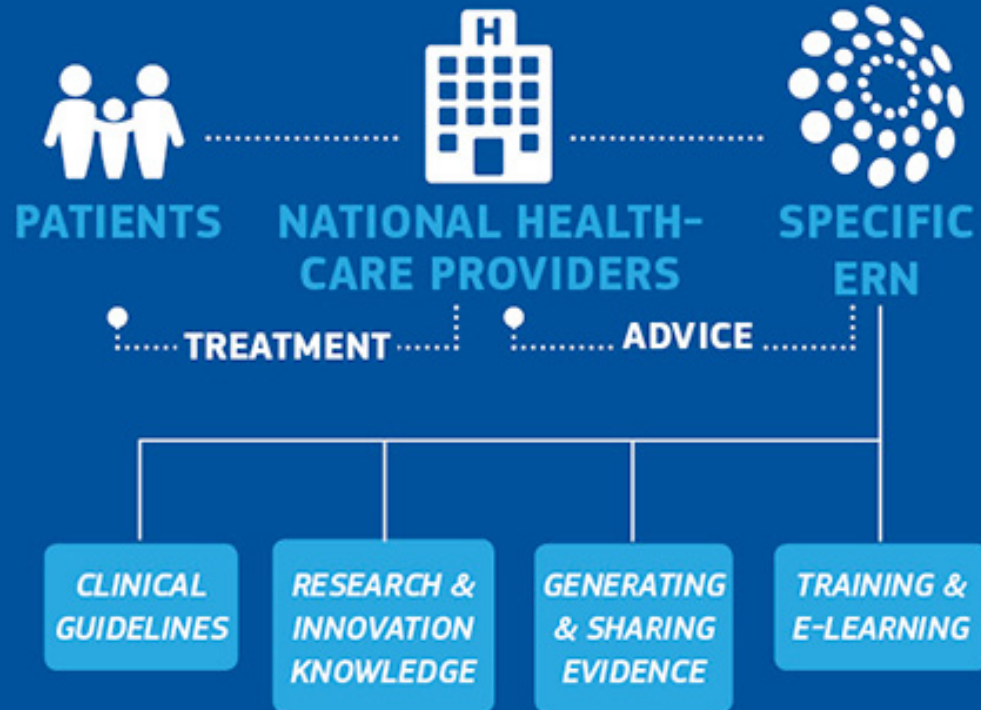 H
PATIENTS
NATIONAL HEALTH-
CARE PROVIDERS
SPECIFIC
ERN
TREATMENT
ADVICE
CLINICAL
GUIDELINES
RESEARCH &
INNOVATION
KNOWLEDGE
GENERATING
& SHARING
EVIDENCE
TRAINING &
E-LEARNING